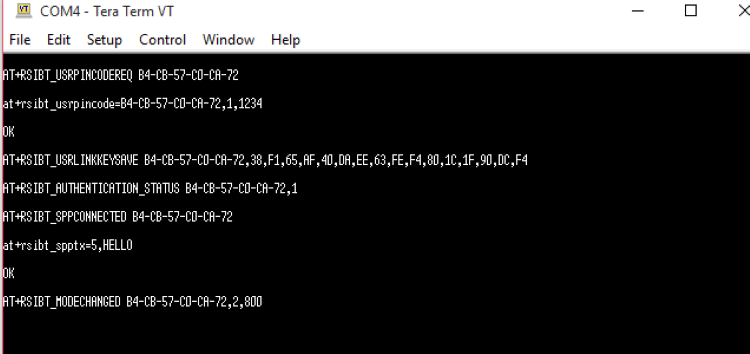 COM4 - Tera Term VT
File Edit Setup Control Window Help
AT+RSIBT_USRPINCODEREQ B4-CB-57-C0-CA-72
at+rsibt_usrpincode=B4-CB-57-C0-CA-72,1,1234
OK
AT+RSIBT_USRLINKKEYSAVE B4-CB-57-C0-CA-72,38,F1,65,AF,40,DA,EE,63,FE,F4,80,1C,1F,90,DC,F4
AT+RSIBT_AUTHENTICATION_STATUS B4-CB-57-C0-CA-72,1
AT+RSIBT_SPPCONNECTED B4-CB-57-C0-CA-72
at+rsibt_spptx=5,HELLO
OK
AT+RSIBT_MODECHANGED B4-CB-57-C0-CA-72,2,800